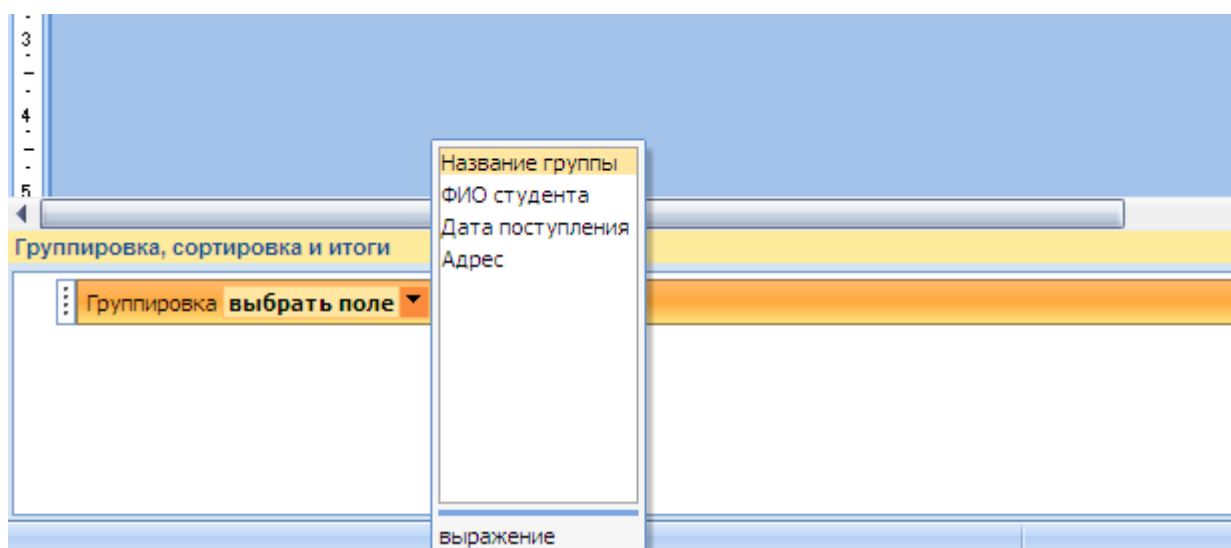 3
4
5
Название группы
ФИО студента
Дата поступления
Адрес
Группировка, сортировка и итоги
Группировка выбрать поле
выражение